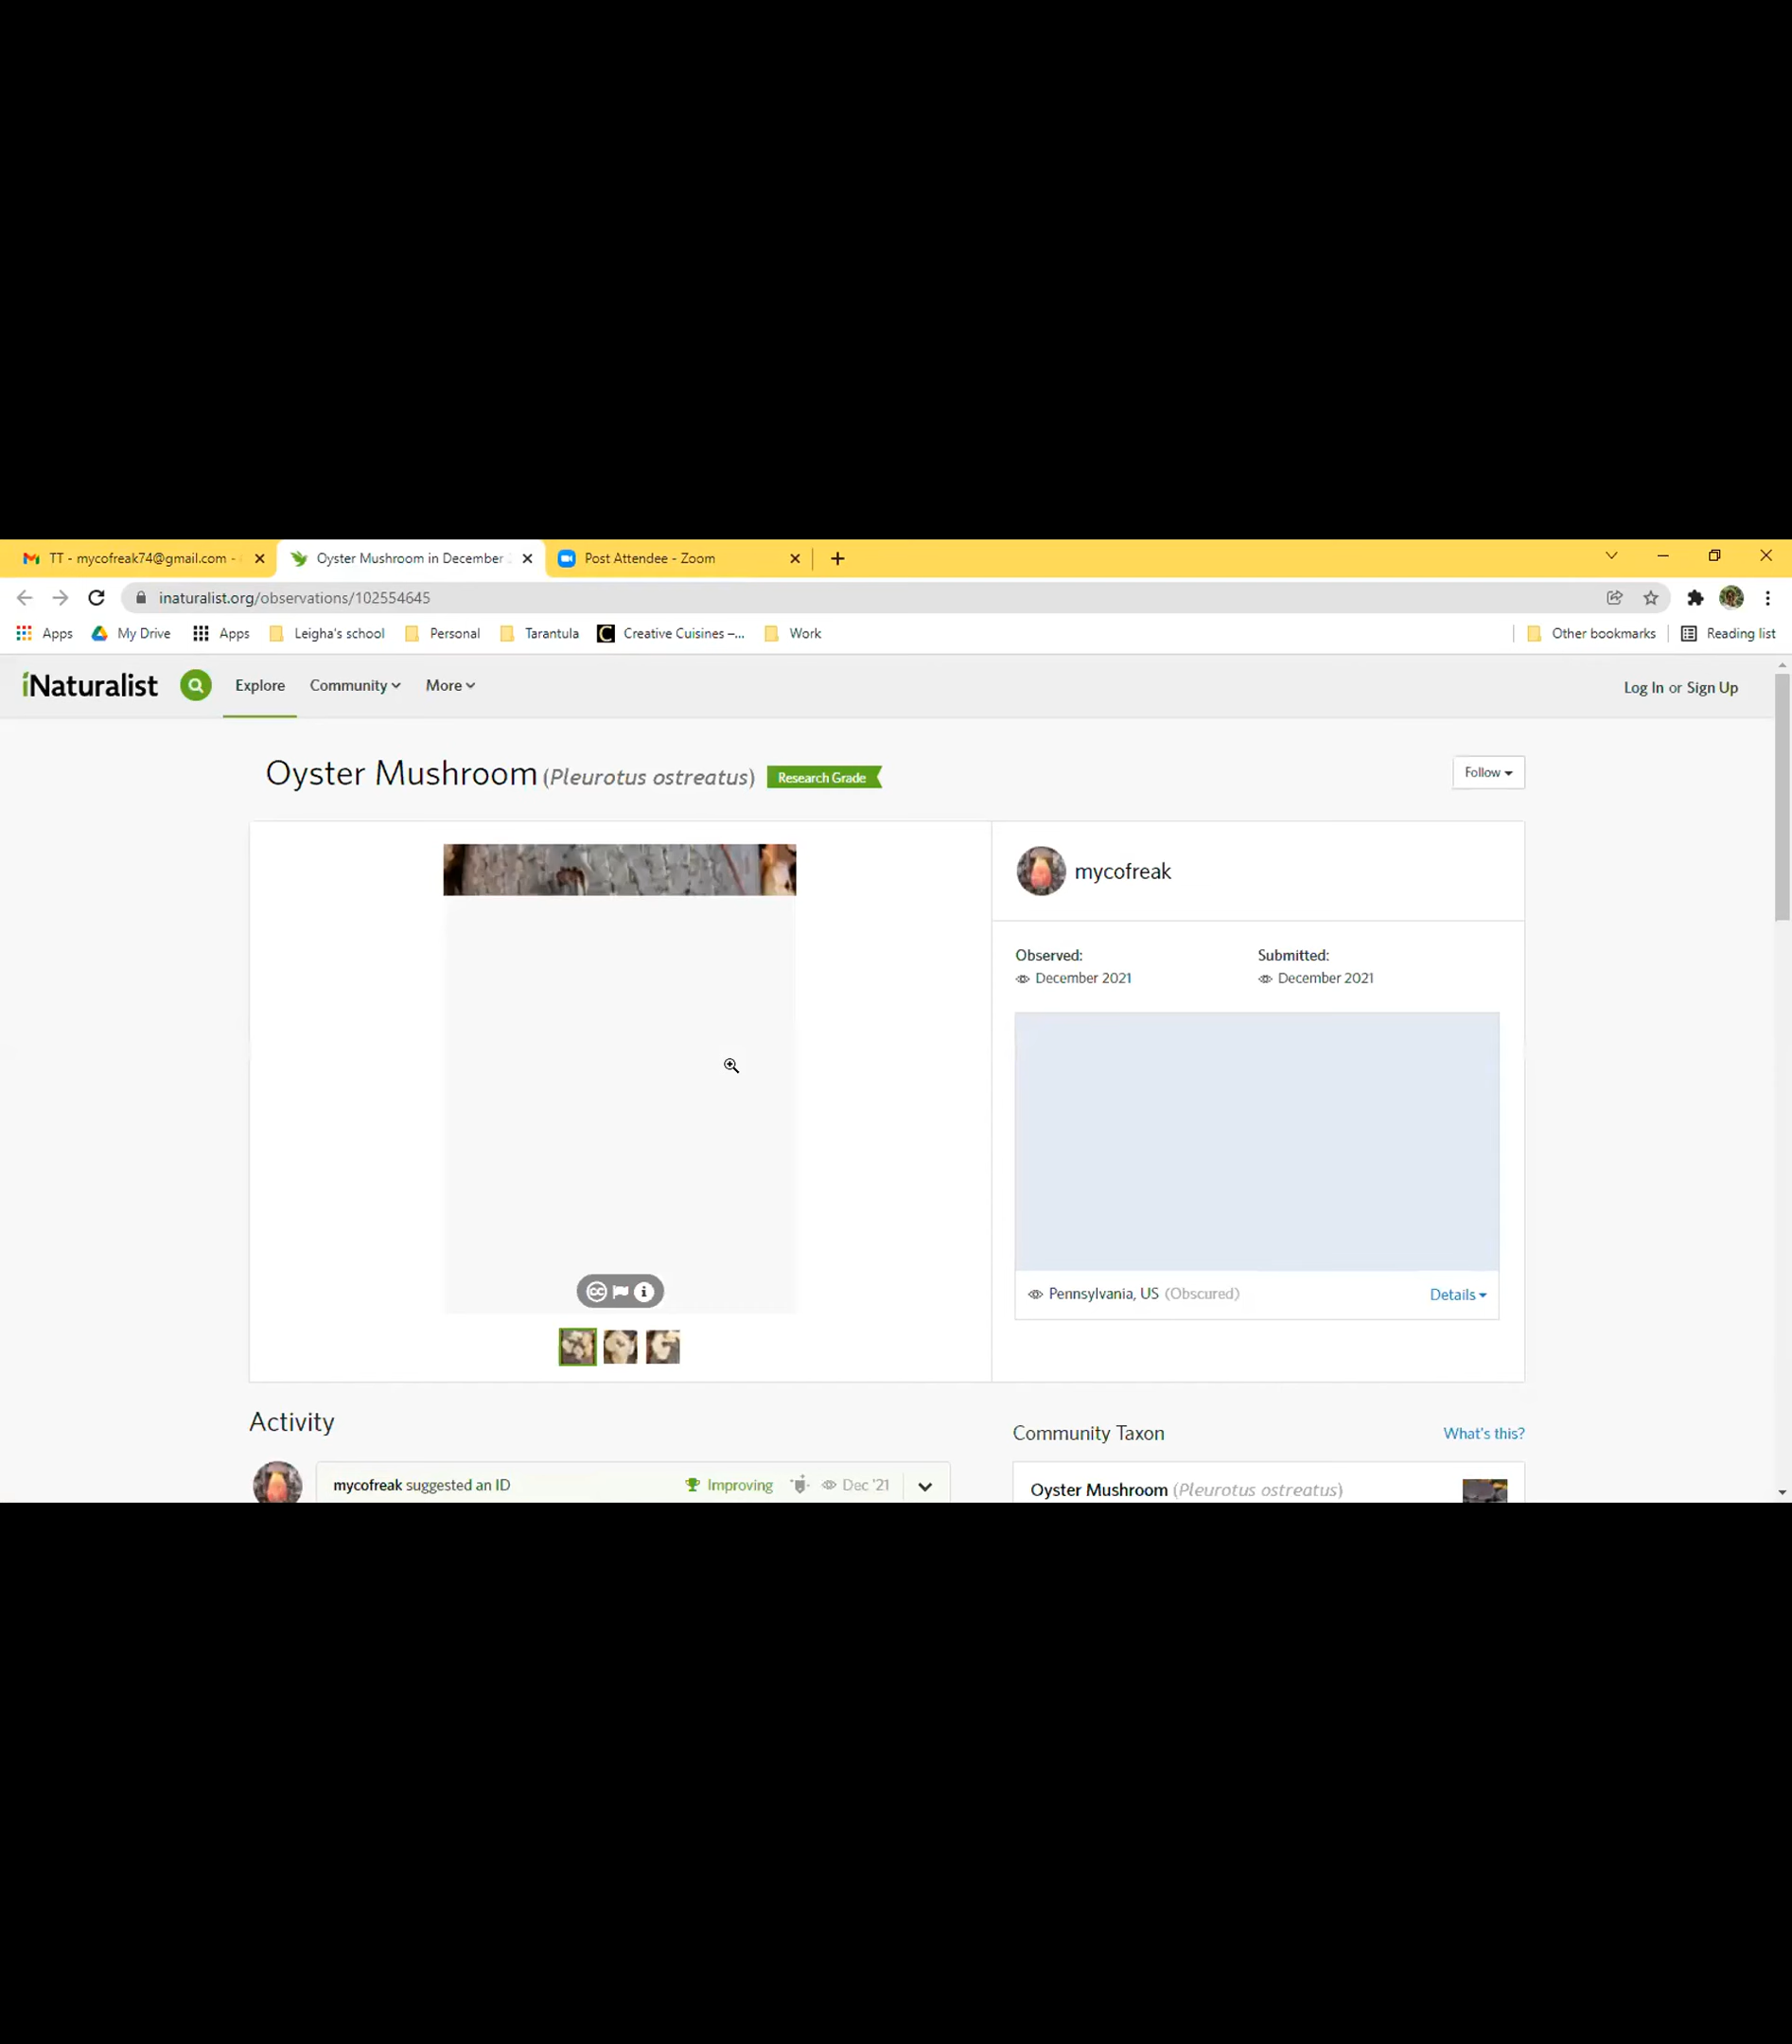 TT - mycofreak74@gmail.com -
Oyster Mushroom in December
Post Attendee - Zoom
inaturalist.org/observations/102554645
Apps My Drive Apps Leigha's school Personal Tarantula Creative Cuisines –... Work Other bookmarks Reading list
iNaturalist Explore Community More Log In or Sign Up
Oyster Mushroom (Pleurotus ostreatus) Research Grade Follow
mycofreak
Observed: Submitted:
December 2021 December 2021
Pennsylvania, US (Obscured) Details
Activity
Community Taxon What's this?
mycofreak suggested an ID Improving Dec '21
Oyster Mushroom (Pleurotus ostreatus)